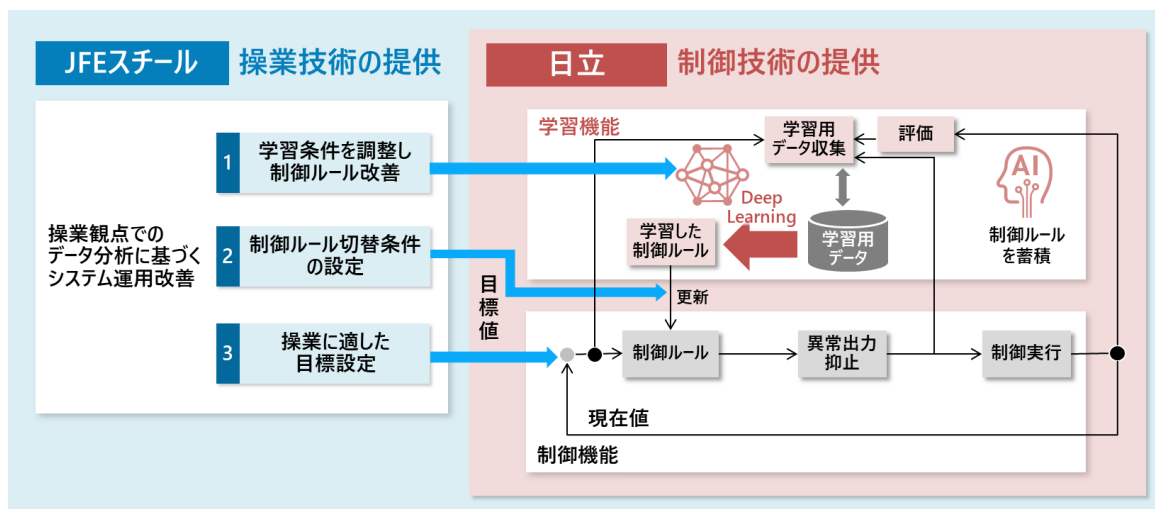 JFEスチール
操業技術の提供
操業観点での
データ分析に基づく
システム運用改善
1
学習条件を調整し
制御ルール改善
2
制御ルール切替条件
の設定
3
操業に適した
目標設定
目標値
日立
制御技術の提供
学習機能
学習用
データ収集
評価
AI
制御ルール
を蓄積
Deep
Learning
学習した
制御ルール
学習用
データ
更新
制御ルール
異常出力
抑止
制御実行
現在値
制御機能